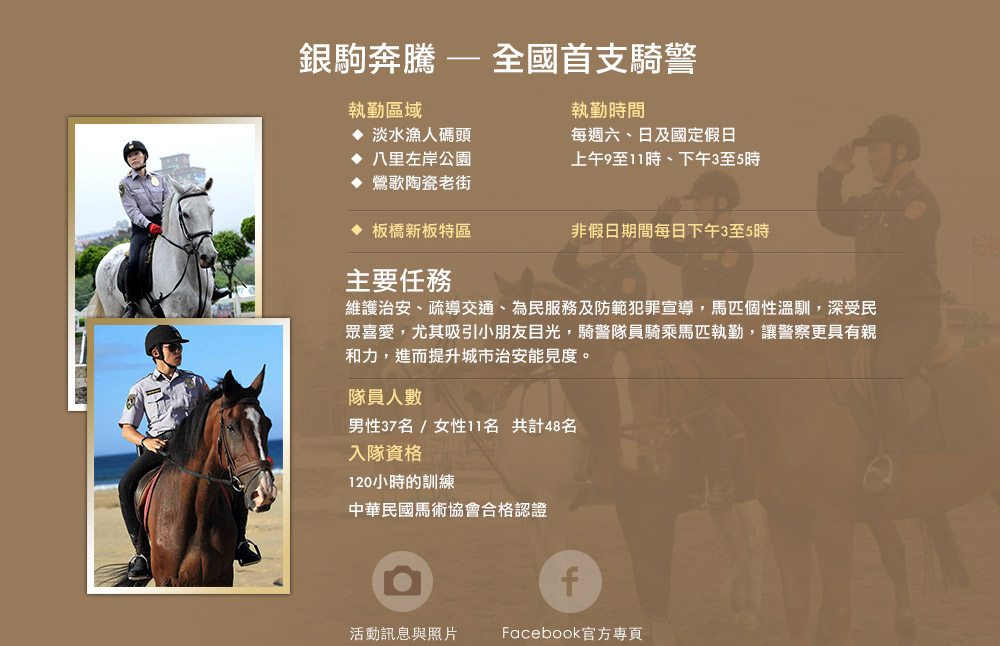 銀駒奔騰 — 全國首支騎警
執勤區域
執勤時間
◆ 淡水漁人碼頭
每週六、日及國定假日
◆ 八里左岸公園
上午9至11時、下午3至5時
◆ 鶯歌陶瓷老街
◆ 板橋新板特區
非假日期間每日下午3至5時
主要任務
維護治安、疏導交通、為民服務及防範犯罪宣導，馬匹個性溫馴，深受民
眾喜愛，尤其吸引小朋友目光，騎警隊員騎乘馬匹執勤，讓警察更具有親
和力，進而提升城市治安能見度。
隊員人數
男性37名 / 女性11名 共計48名
入隊資格
120小時的訓練
中華民國馬術協會合格認證
f
活動訊息與照片
Facebook官方專頁